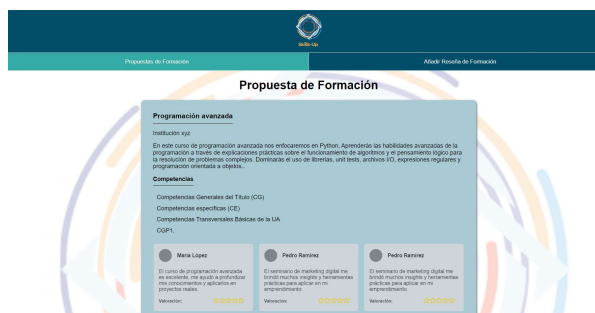 Skills-Up
Propuestas de Formación
Añadir Reseña de Formación
Propuesta de Formación
Programación avanzada
Institución xyz
En este curso de programación avanzada nos enfocaremos en Python. Aprenderás las habilidades avanzadas de la
programación a través de explicaciones prácticas sobre el funcionamiento de algoritmos y el pensamiento lógico para
la resolución de problemas complejos. Dominarás el uso de librerías, unit tests, archivos I/O, expresiones regulares y
programación orientada a objetos..
Competencias
Competencias Generales del Título (CG)
Competencias específicas (CE)
Competencias Transversales Básicas de la UA
CGP1.
María López
El curso de programación avanzada
es excelente, me ayudó a profundizar
mis conocimientos y aplicarlos en
proyectos reales.
Valoración:
Pedro Ramírez
El seminario de marketing digital me
brindó muchos insights y herramientas
prácticas para aplicar en mi
emprendimiento.
Valoración:
Pedro Ramírez
El seminario de marketing digital me
brindó muchos insights y herramientas
prácticas para aplicar en mi
emprendimiento.
Valoración: